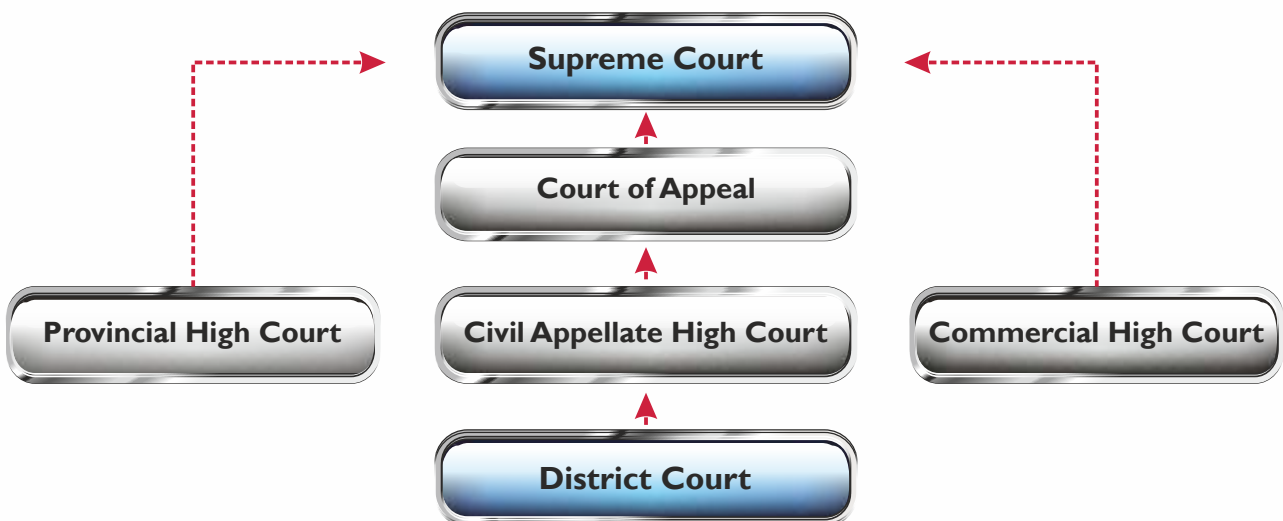 Supreme Court
Court of Appeal
Provincial High Court
Civil Appellate High Court
Commercial High Court
District Court